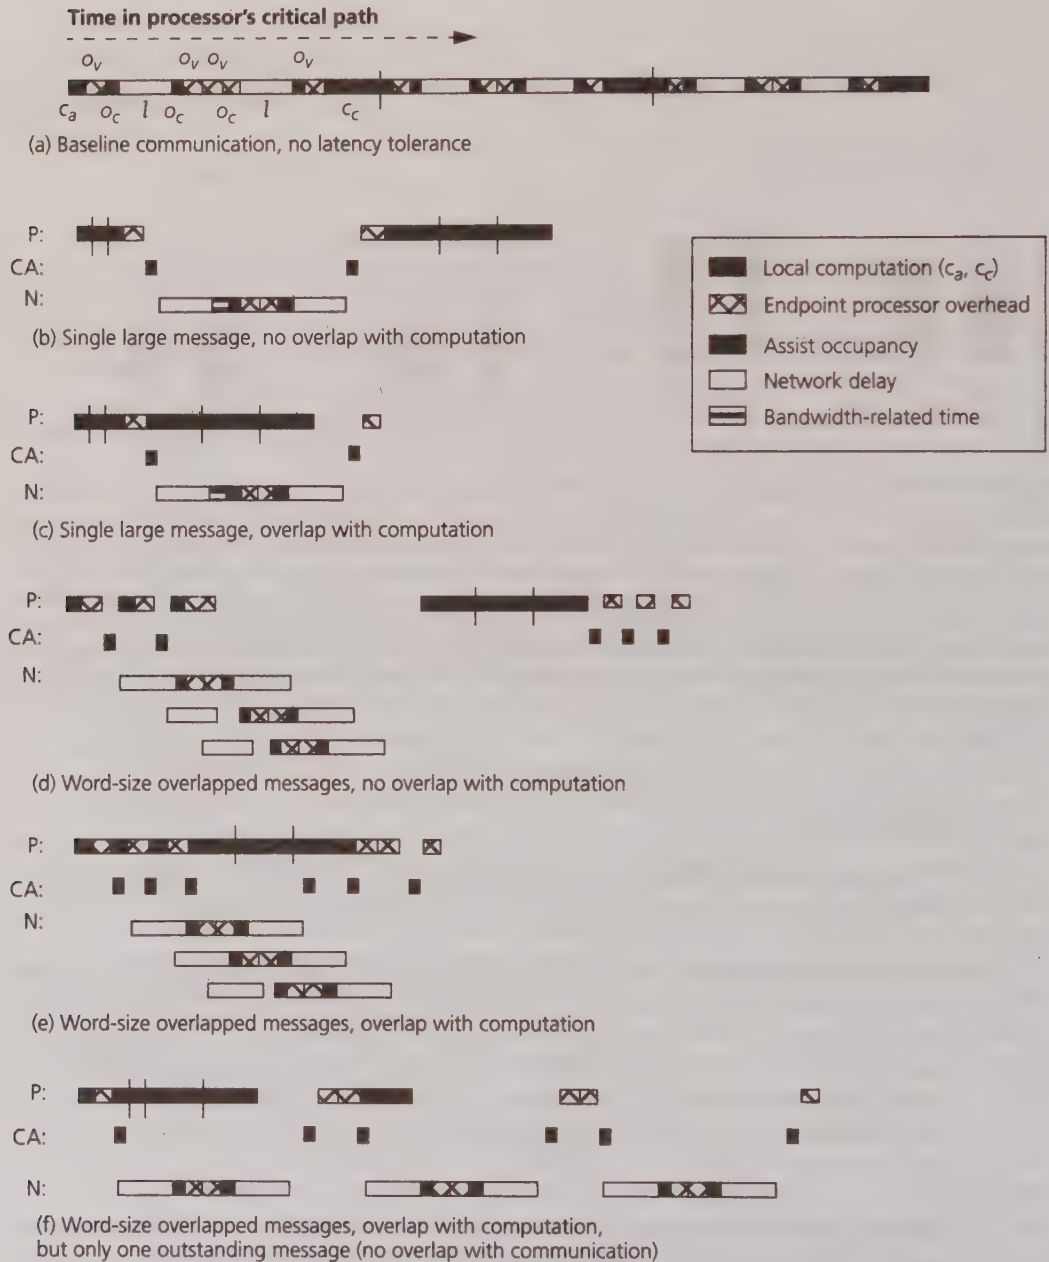 Time in processor's critical path
o_v o_v o_v o_v
c_a o_c l o_c o_c l c_c
(a) Baseline communication, no latency tolerance
P:
CA:
N:
(b) Single large message, no overlap with computation
Local computation (c_a, c_c)
Endpoint processor overhead
Assist occupancy
Network delay
Bandwidth-related time
P:
CA:
N:
(c) Single large message, overlap with computation
P:
CA:
N:
(d) Word-size overlapped messages, no overlap with computation
P:
CA:
N:
(e) Word-size overlapped messages, overlap with computation
P:
CA:
N:
(f) Word-size overlapped messages, overlap with computation,
but only one outstanding message (no overlap with communication)